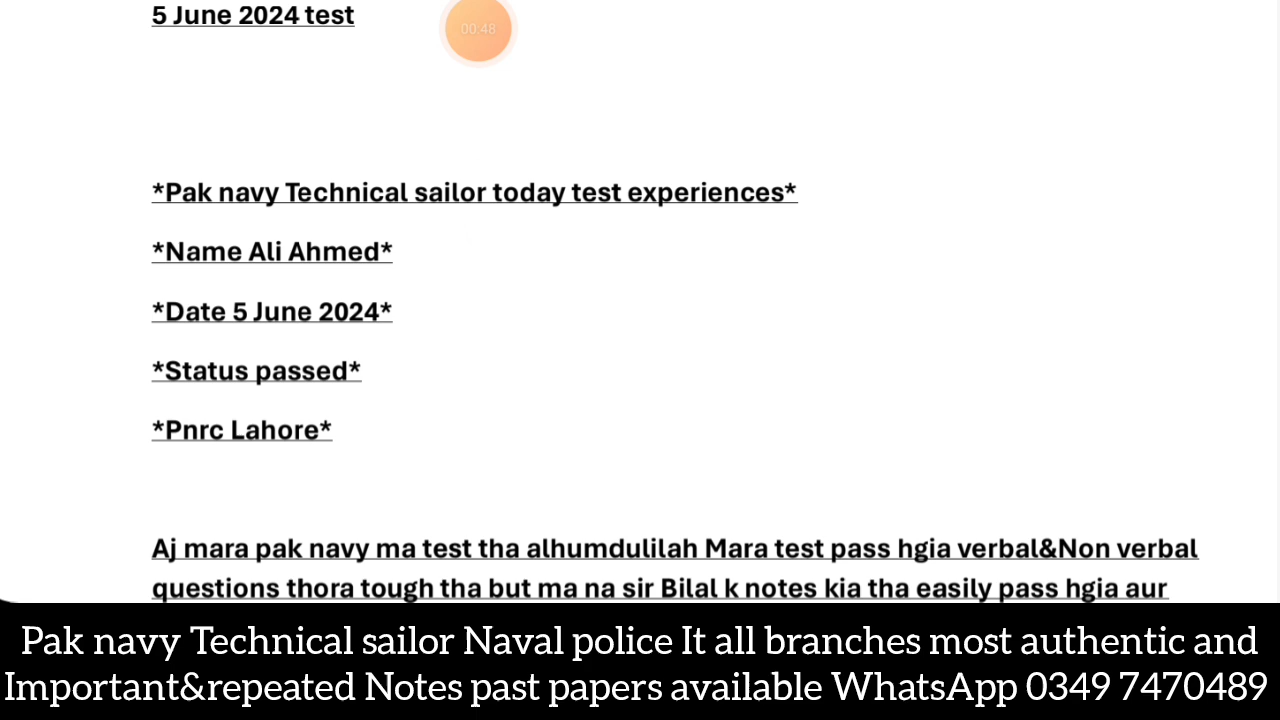 5 June 2024 test
00:48
*Pak navy Technical sailor today test experiences*
*Name Ali Ahmed*
*Date 5 June 2024*
*Status passed*
*Pnrc Lahore*
Aj mara pak navy ma test tha alhumdulilah Mara test pass hgia verbal&Non verbal
questions thora tough tha but ma na sir Bilal k notes kia tha easily pass hgia aur
Pak navy Technical sailor Naval police It all branches most authentic and
Important&repeated Notes past papers available WhatsApp 0349 7470489